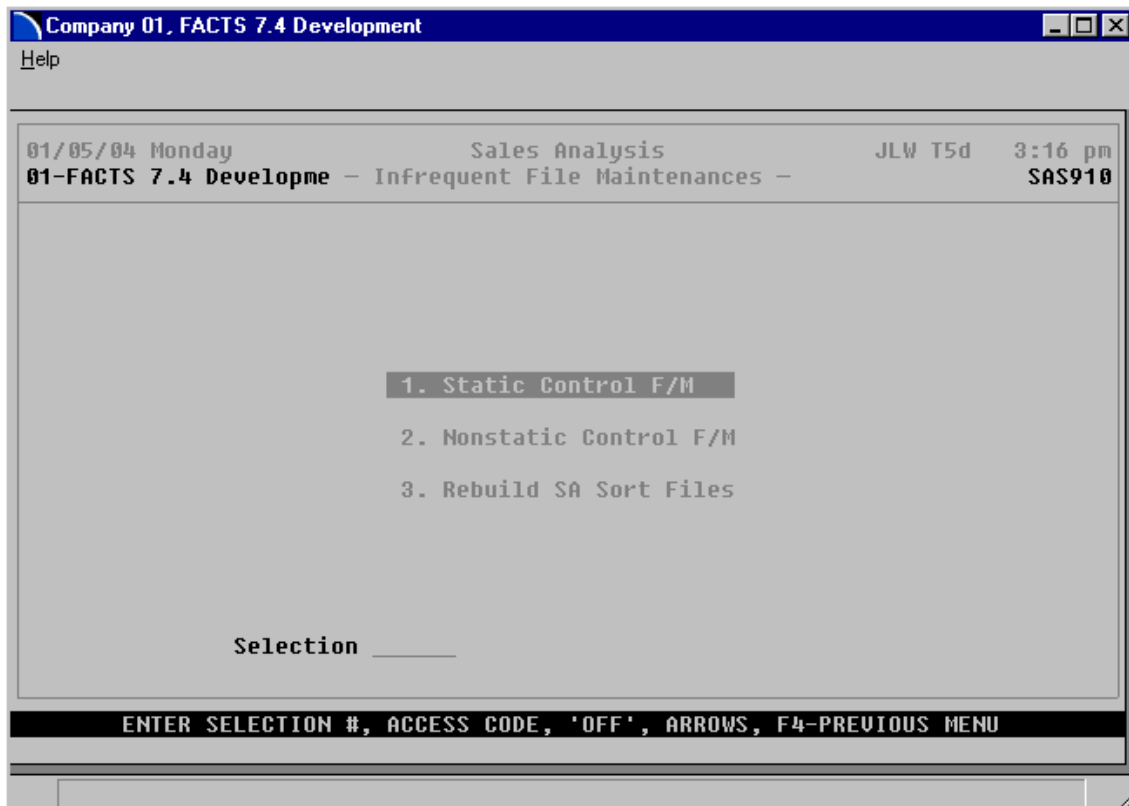 Company 01, FACTS 7.4 Development
Help
01/05/04 Monday Sales Analysis JLW T5d 3:16 pm
01-FACTS 7.4 Developme — Infrequent File Maintenances — SAS910
1. Static Control F/M
2. Nonstatic Control F/M
3. Rebuild SA Sort Files
Selection ______
ENTER SELECTION #, ACCESS CODE, 'OFF', ARROWS, F4-PREVIOUS MENU